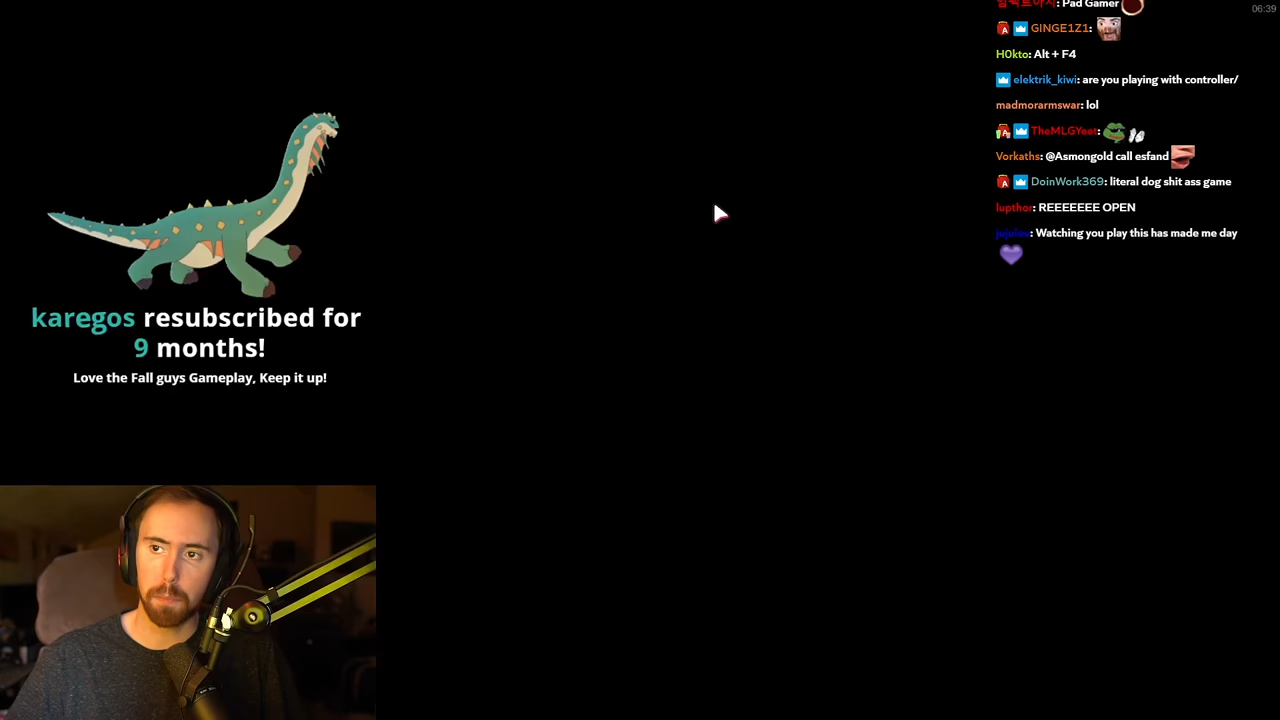 06:39
: Pad Gamer
GINGE1Z1:
H0kto: Alt + F4
elektrik_kiwi: are you playing with controller/
madmorarmswar: lol
TheMLGYeet:
Vorkaths: @Asmongold call esfand
DoinWork369: literal dog shit ass game
lupthor: REEEEEEE OPEN
: Watching you play this has made me day
karegos resubscribed for
9 months!
Love the Fall guys Gameplay, Keep it up!